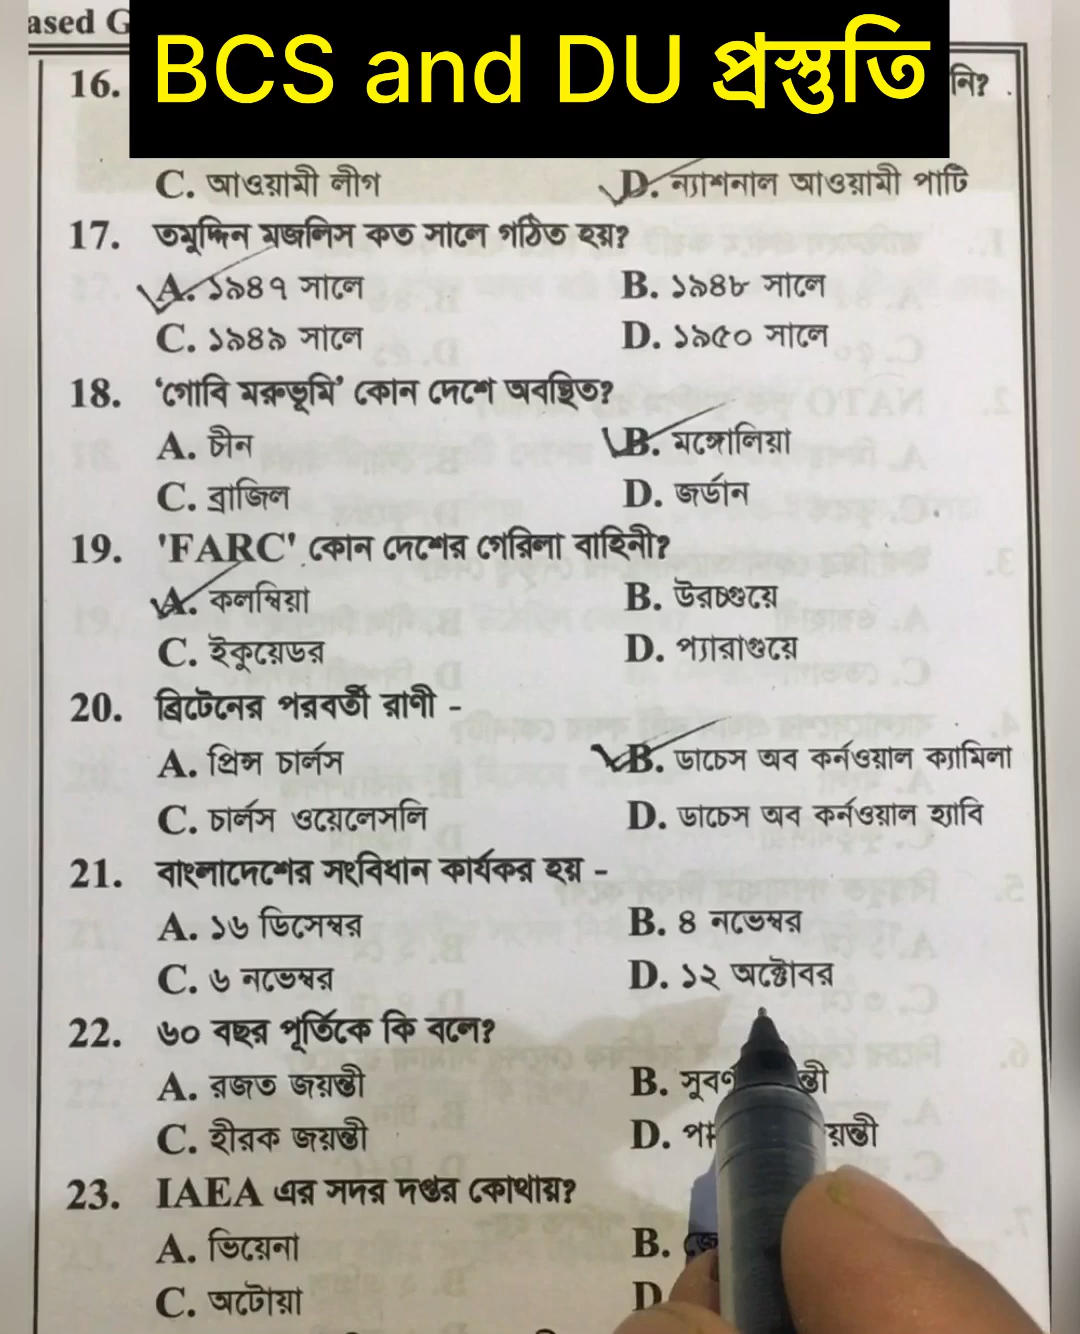 ased G
BCS and DU প্রস্তুতি
16. নি?
C. আওয়ামী লীগ D. ন্যাশনাল আওয়ামী পার্টি
17. তমুদ্দিন মজলিস কত সালে গঠিত হয়?
A. ১৯৪৭ সালে B. ১৯৪৮ সালে
C. ১৯৪৯ সালে D. ১৯৫০ সালে
18. ‘গোবি মরুভূমি’ কোন দেশে অবস্থিত?
A. চীন B. মঙ্গোলিয়া
C. ব্রাজিল D. জর্ডান
19. 'FARC' কোন দেশের গেরিলা বাহিনী?
A. কলম্বিয়া B. উরুগুয়ে
C. ইকুয়েডর D. প্যারাগুয়ে
20. ব্রিটেনের পরবর্তী রাণী -
A. প্রিন্স চার্লস B. ডাচেস অব কর্নওয়াল ক্যামিলা
C. চার্লস ওয়েলেসলি D. ডাচেস অব কর্নওয়াল হ্যাবি
21. বাংলাদেশের সংবিধান কার্যকর হয় -
A. ১৬ ডিসেম্বর B. ৪ নভেম্বর
C. ৬ নভেম্বর D. ১২ অক্টোবর
22. ৬০ বছর পূর্তিকে কি বলে?
A. রজত জয়ন্তী B.
C. হীরক জয়ন্তী D.
23. IAEA এর সদর দপ্তর কোথায়?
A. ভিয়েনা B.
C. অটোয়া D